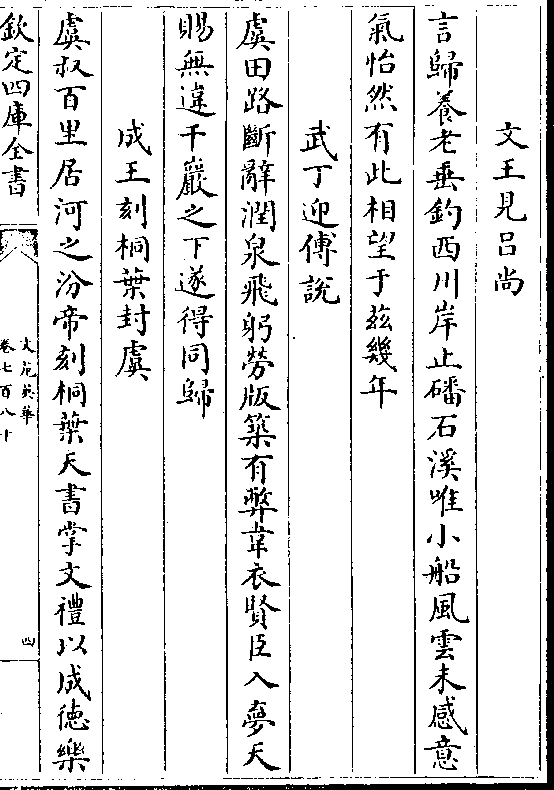 文王見呂尚
言歸養老垂釣西川岸止磻石溪唯小船風雲未感意
氣怡然有此相望于兹幾年
武丁迎傅說
虞田路斷辭潤泉飛躬勞版築有弊韋衣賢臣入夢天
賜無違千巖之下遂得同歸
成王刻桐葉封虞
虞叔百里居河之汾帝刻桐葉天書掌文禮以成德樂
欽定四庫全書
文苑英華
卷七百八十
四